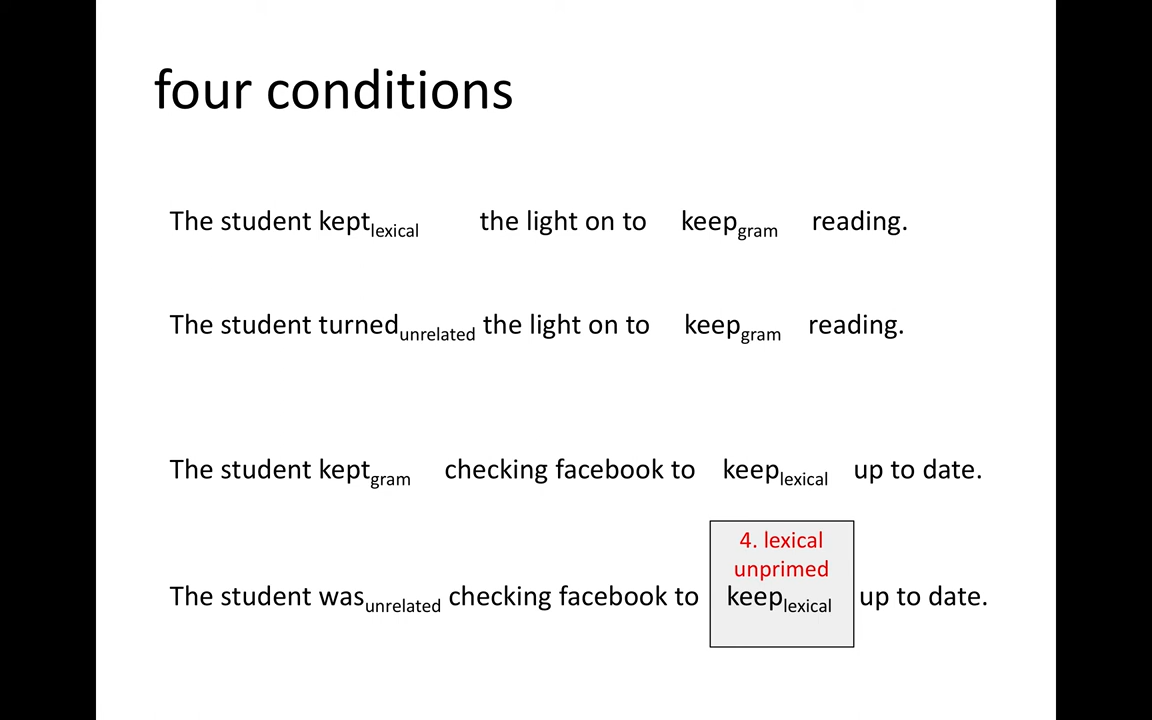 four conditions
The student kept lexical the light on to keep gram reading.
The student turned unrelated the light on to keep gram reading.
The student kept gram checking facebook to keep lexical up to date.
4. lexical
unprimed
The student was unrelated checking facebook to keep lexical up to date.